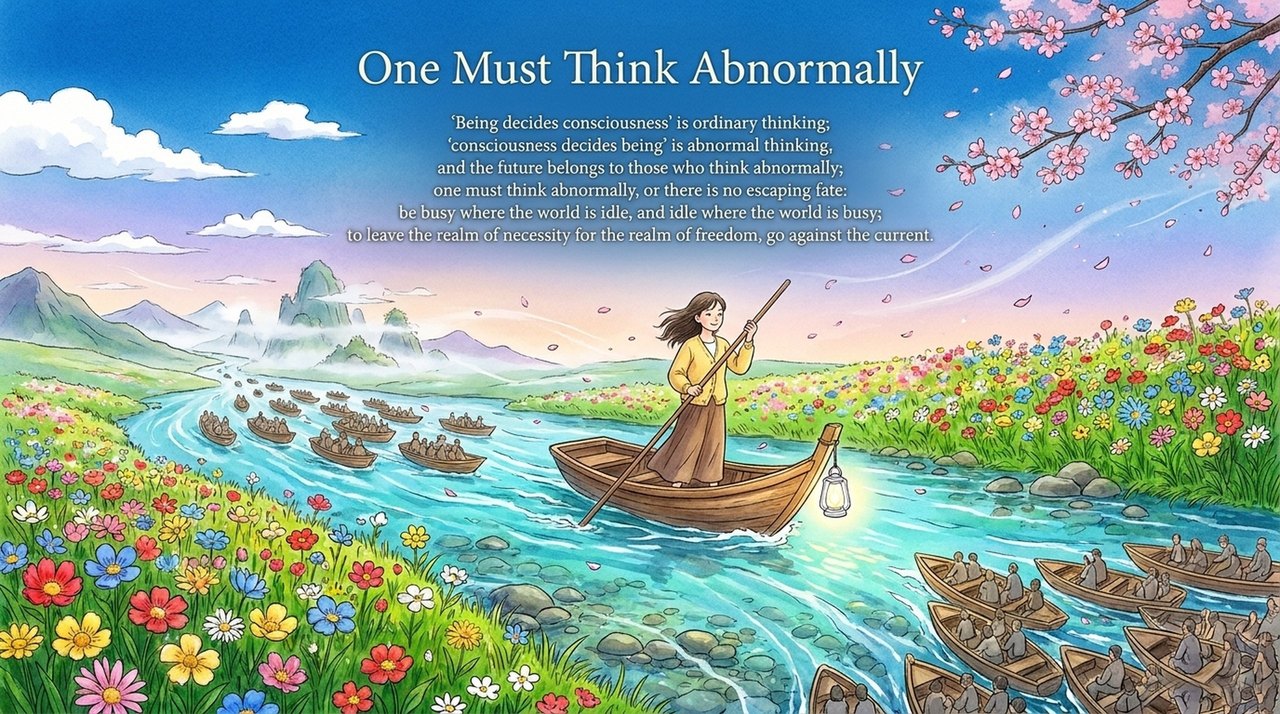 One Must Think Abnormally
‘Being decides consciousness’ is ordinary thinking;
‘consciousness decides being’ is abnormal thinking,
and the future belongs to those who think abnormally;
one must think abnormally, or there is no escaping fate:
be busy where the world is idle, and idle where the world is busy;
to leave the realm of necessity for the realm of freedom, go against the current.